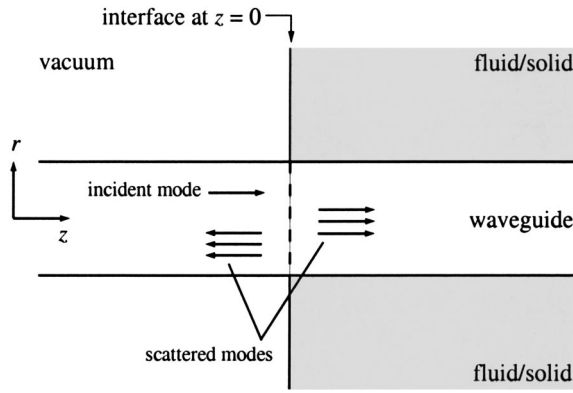 interface at z = 0
vacuum
fluid/solid
r
incident mode
waveguide
z
scattered modes
fluid/solid